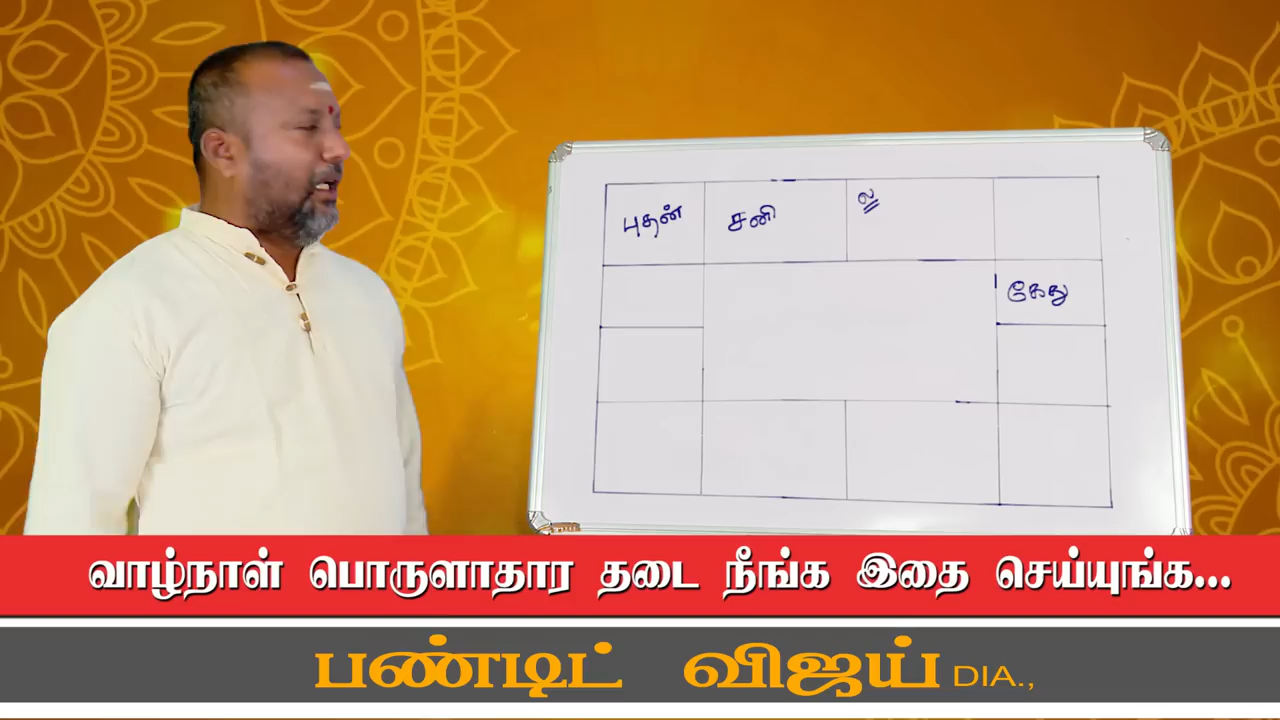 புதன்
சனி
ல
கேது
வாழ்நாள் பொருளாதார தடை நீங்க இதை செய்யுங்க...
பண்டிட் விஜய் DIA.,